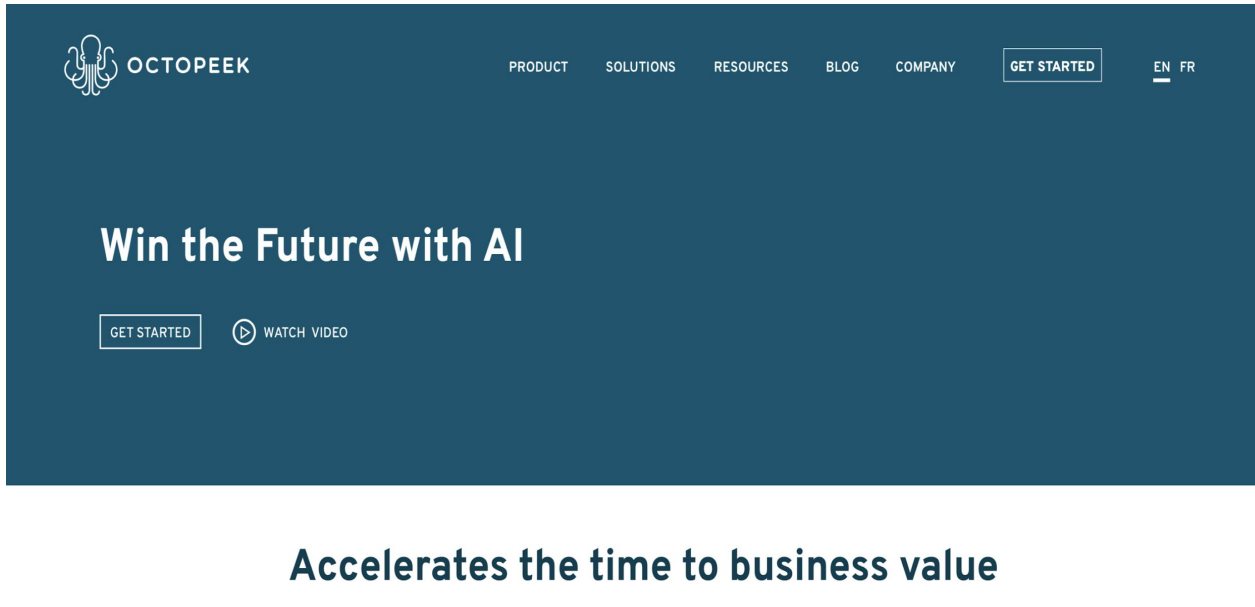 OCTOPEEK PRODUCT SOLUTIONS RESOURCES BLOG COMPANY GET STARTED EN FR
Win the Future with AI
GET STARTED WATCH VIDEO
Accelerates the time to business value